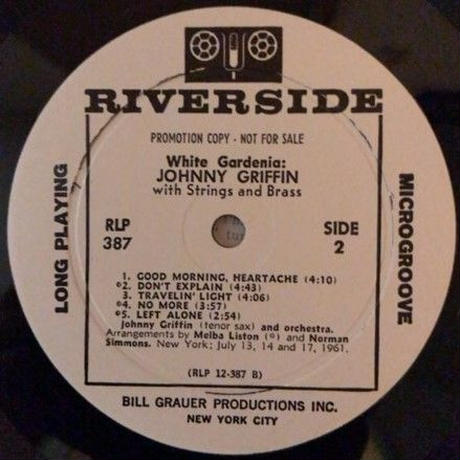 RIVERSIDE
PROMOTION COPY - NOT FOR SALE
White Gardenia:
JOHNNY GRIFFIN
with Strings and Brass
LONG PLAYING
RLP
387
SIDE
2
MICROGROOVE
1. GOOD MORNING, HEARTACHE (4:10)
©2. DON'T EXPLAIN (4:43)
3. TRAVELIN' LIGHT (4:06)
©4. NO MORE (3:57)
©5. LEFT ALONE (2:54)
Johnny Griffin (tenor sax) and orchestra.
Arrangements by Melba Liston (©) and Norman
Simmons. New York; July 13, 14 and 17, 1961.
(RLP 12-387 B)
BILL GRAUER PRODUCTIONS INC.
NEW YORK CITY